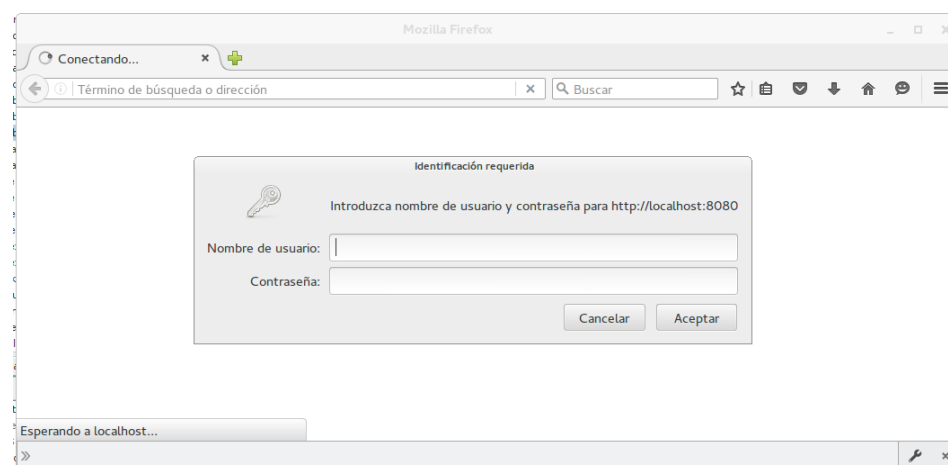 Mozilla Firefox
Conectando...
Término de búsqueda o dirección
Buscar
Identificación requerida
Introduzca nombre de usuario y contraseña para http://localhost:8080
Nombre de usuario:
Contraseña:
Cancelar
Aceptar
Esperando a localhost...